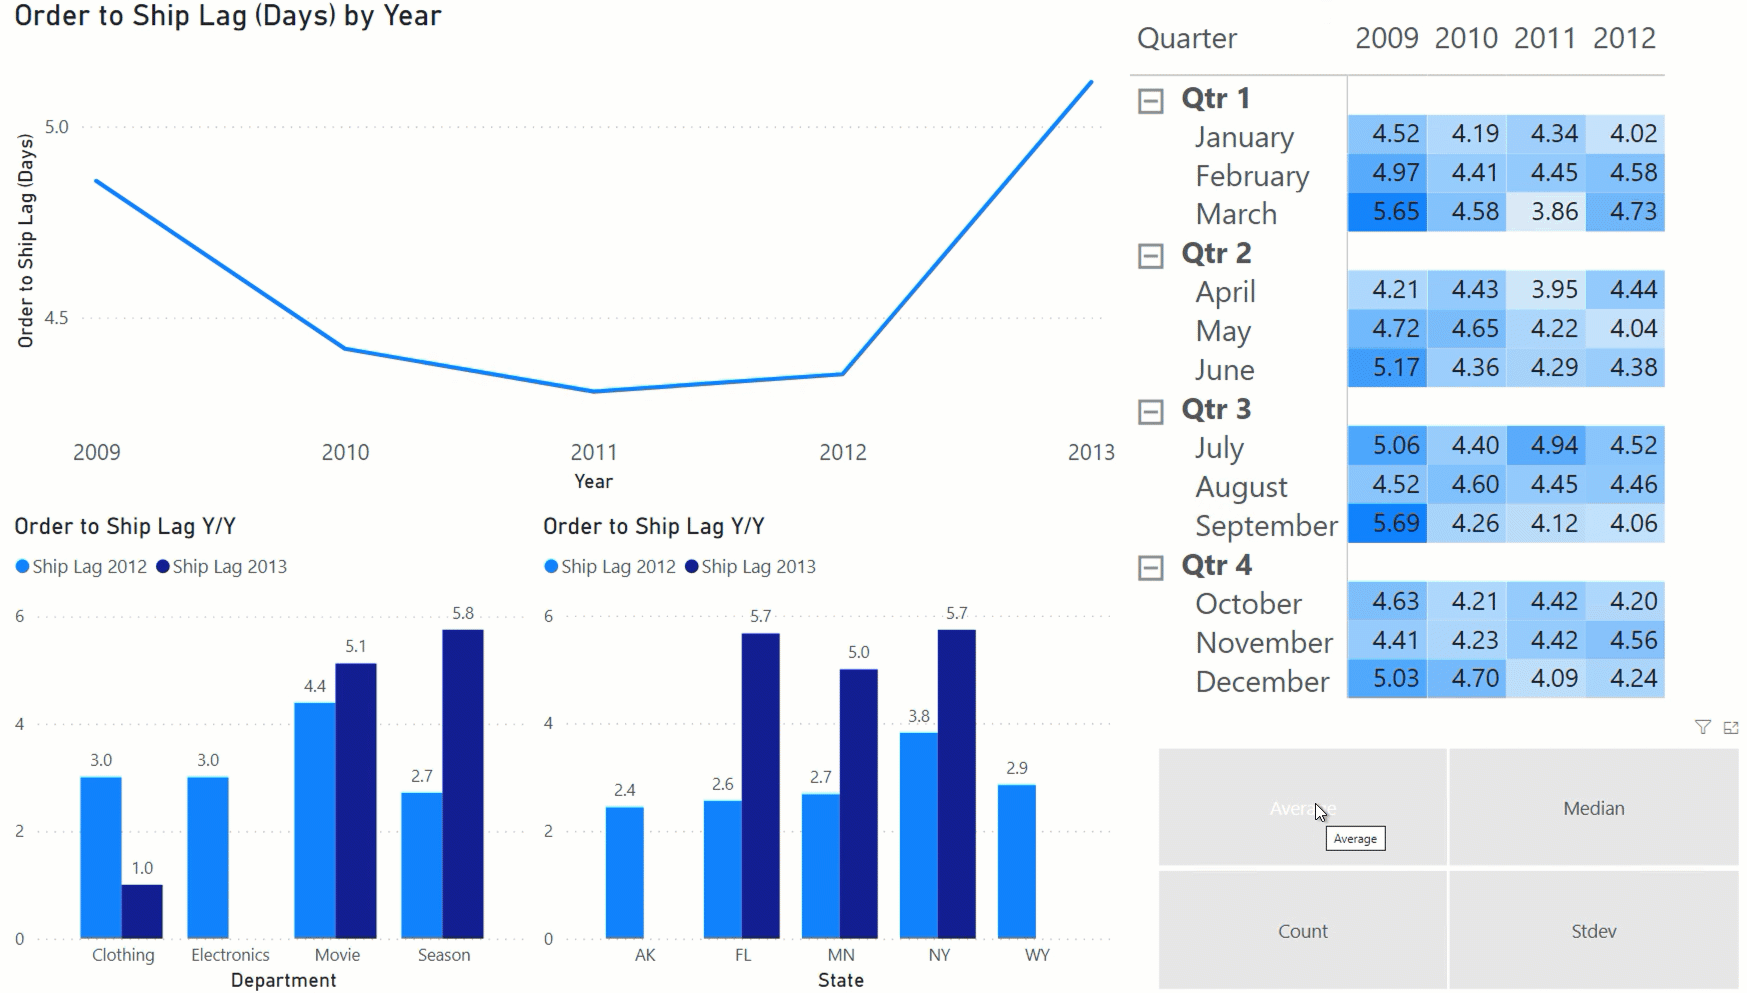 Order to Ship Lag (Days) by Year
Order to Ship Lag (Days)
5.0
4.5
2009 2010 2011 2012 2013
Year
Order to Ship Lag Y/Y
Ship Lag 2012 Ship Lag 2013
6
4
2
0
3.0 1.0 3.0 4.4 5.1 2.7 5.8
Clothing Electronics Movie Season
Department
Order to Ship Lag Y/Y
Ship Lag 2012 Ship Lag 2013
6
4
2
0
2.4 2.6 5.7 2.7 5.0 3.8 5.7 2.9
AK FL MN NY WY
State
Quarter 2009 2010 2011 2012
Qtr 1
January 4.52 4.19 4.34 4.02
February 4.97 4.41 4.45 4.58
March 5.65 4.58 3.86 4.73
Qtr 2
April 4.21 4.43 3.95 4.44
May 4.72 4.65 4.22 4.04
June 5.17 4.36 4.29 4.38
Qtr 3
July 5.06 4.40 4.94 4.52
August 4.52 4.60 4.45 4.46
September 5.69 4.26 4.12 4.06
Qtr 4
October 4.63 4.21 4.42 4.20
November 4.41 4.23 4.42 4.56
December 5.03 4.70 4.09 4.24
Average Median
Average
Count Stdev